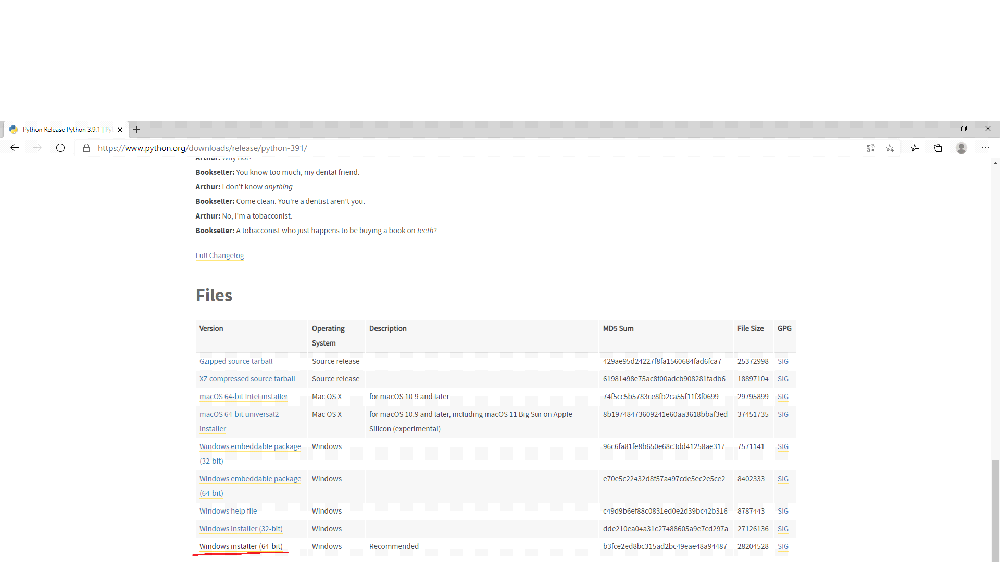 Python Release Python 3.9.1 | Py
https://www.python.org/downloads/release/python-391/
Arthur: Why not?
Bookseller: You know too much, my dental friend.
Arthur: I don't know anything.
Bookseller: Come clean. You're a dentist aren't you.
Arthur: No, I'm a tobacconist.
Bookseller: A tobacconist who just happens to be buying a book on teeth?
Full Changelog
Files
Version Operating System Description MD5 Sum File Size GPG
Gzipped source tarball Source release 429ae95d24227f8fa1560684fad6fca7 25372998 SIG
XZ compressed source tarball Source release 61981498e75ac8f00adcb908281fadb6 18897104 SIG
macOS 64-bit Intel installer Mac OS X for macOS 10.9 and later 74f5cc5b5783ce8fb2ca55f11f3f0699 29795899 SIG
macOS 64-bit universal2 installer Mac OS X for macOS 10.9 and later, including macOS 11 Big Sur on Apple Silicon (experimental) 8b19748473609241e60aa3618bbaf3ed 37451735 SIG
Windows embeddable package (32-bit) Windows 96c6fa81fe8b650e68c3dd41258ae317 7571141 SIG
Windows embeddable package (64-bit) Windows e70e5c22432d8f57a497cde5ec2e5ce2 8402333 SIG
Windows help file Windows c49d9b6ef88c0831ed0e2d39bc42b316 8787443 SIG
Windows installer (32-bit) Windows dde210ea04a31c27488605a9e7cd297a 27126136 SIG
Windows installer (64-bit) Windows Recommended b3fce2ed8bc315ad2bc49eae48a94487 28204528 SIG